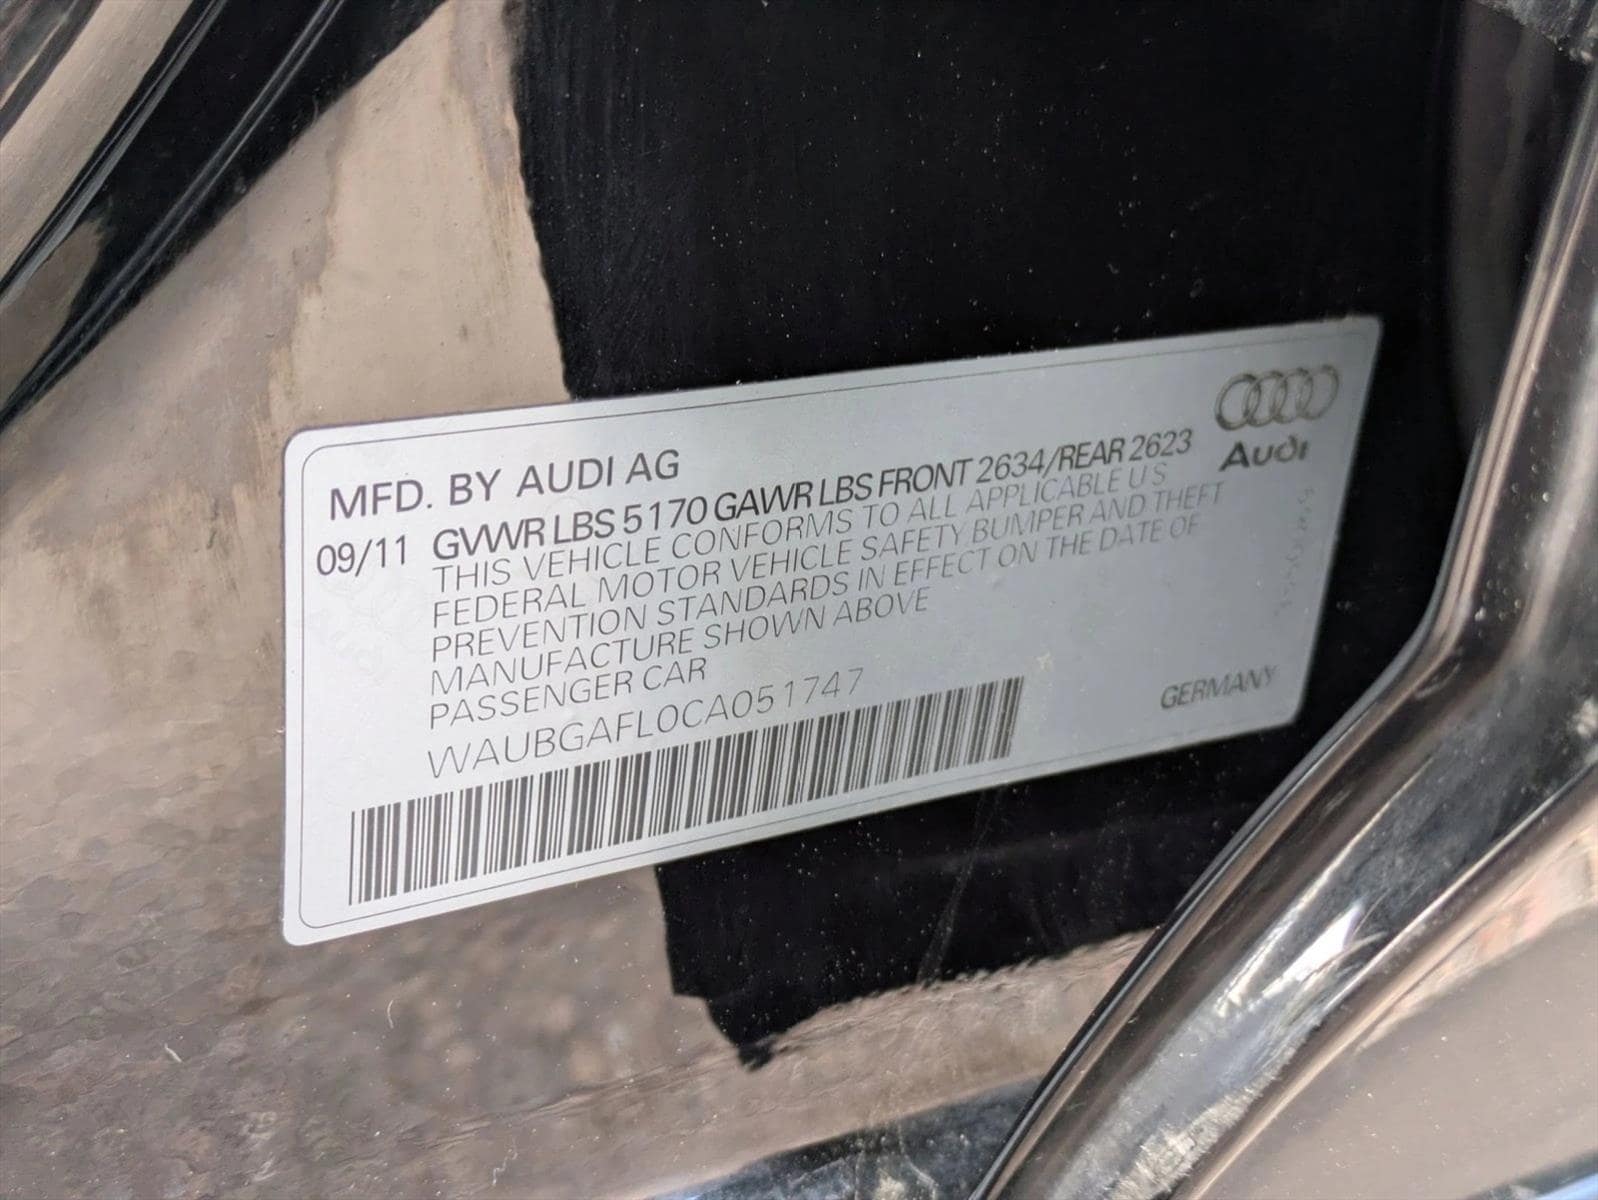 MFD. BY AUDI AG
09/11 GVWR LBS 5170 GAWR LBS FRONT 2634/REAR 2623
THIS VEHICLE CONFORMS TO ALL APPLICABLE US
FEDERAL MOTOR VEHICLE SAFETY BUMPER AND THEFT
PREVENTION STANDARDS IN EFFECT ON THE DATE OF
MANUFACTURE SHOWN ABOVE
PASSENGER CAR
WAUBGAFL0CA051747
Audi
GERMANY